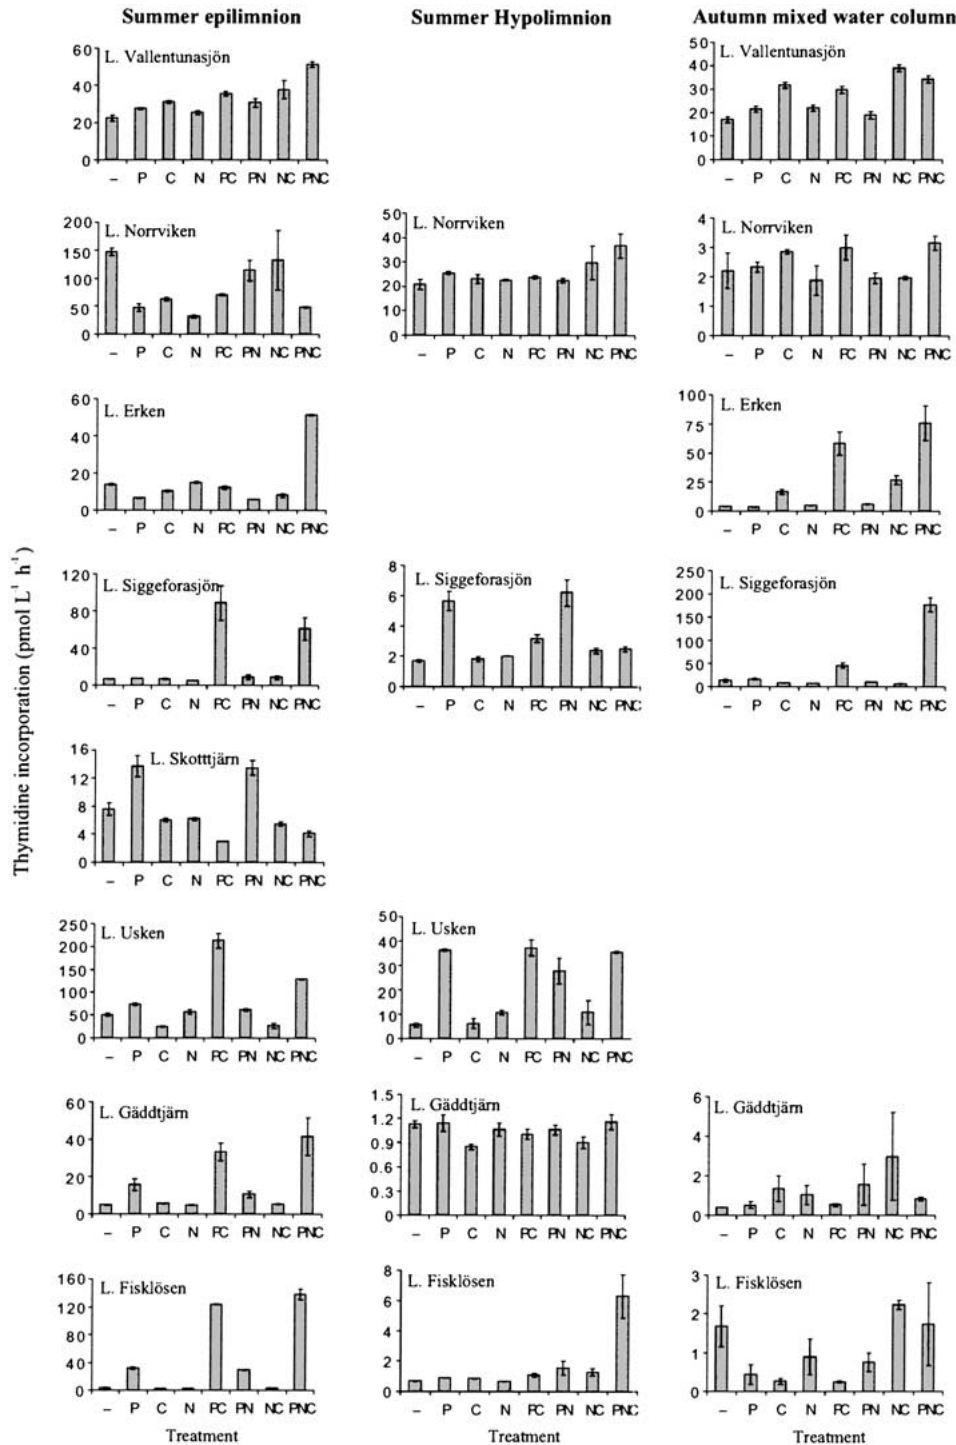 Summer epilimnion Summer Hypolimnion Autumn mixed water column
Thymidine incorporation (pmol L⁻¹ h⁻¹)
L. Vallentunasjön
60
40
20
0
– P C N PC PN NC PNC
L. Vallentunasjön
50
40
30
20
10
0
– P C N PC PN NC PNC
L. Norrviken
200
150
100
50
0
– P C N PC PN NC PNC
L. Norrviken
50
40
30
20
10
0
– P C N PC PN NC PNC
L. Norrviken
4
3
2
1
0
– P C N PC PN NC PNC
L. Erken
60
40
20
0
– P C N PC PN NC PNC
L. Erken
100
75
50
25
0
– P C N PC PN NC PNC
L. Siggeforasjön
120
80
40
0
– P C N PC PN NC PNC
L. Siggeforasjön
8
6
4
2
0
– P C N PC PN NC PNC
L. Siggeforasjön
250
200
150
100
50
0
– P C N PC PN NC PNC
L. Skotttjärn
16
12
8
4
0
– P C N PC PN NC PNC
L. Usken
250
200
150
100
50
0
– P C N PC PN NC PNC
L. Usken
50
40
30
20
10
0
– P C N PC PN NC PNC
L. Gäddtjärn
60
40
20
0
– P C N PC PN NC PNC
L. Gäddtjärn
1.5
1.2
0.9
0.6
0.3
0
– P C N PC PN NC PNC
L. Gäddtjärn
6
4
2
0
– P C N PC PN NC PNC
L. Fisklösen
160
120
80
40
0
– P C N PC PN NC PNC
Treatment
L. Fisklösen
8
6
4
2
0
– P C N PC PN NC PNC
Treatment
L. Fisklösen
3
2
1
0
– P C N PC PN NC PNC
Treatment